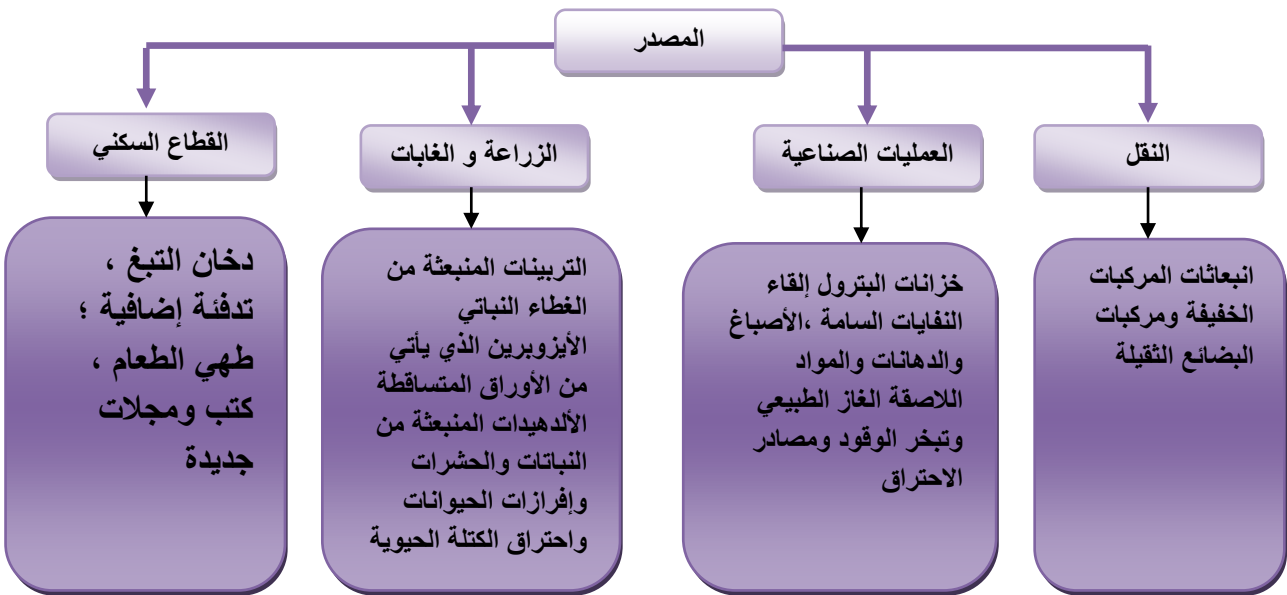 المصدر
النقل
العمليات الصناعية
الزراعة و الغابات
القطاع السكني
انبعاثات المركبات
الخفيفة ومركبات
البضائع الثقيلة
خزانات البترول إلقاء
النفايات السامة ،الأصباغ
والدهانات والمواد
اللاصقة الغاز الطبيعي
وتبخر الوقود ومصادر
الاحتراق
التربينات المنبعثة من
الغطاء النباتي
الأيزوبرين الذي يأتي
من الأوراق المتساقطة
الألدهيدات المنبعثة من
النباتات والحشرات
وإفرازات الحيوانات
واحتراق الكتلة الحيوية
دخان التبغ ،
تدفئة إضافية ؛
طهي الطعام ،
كتب ومجلات
جديدة